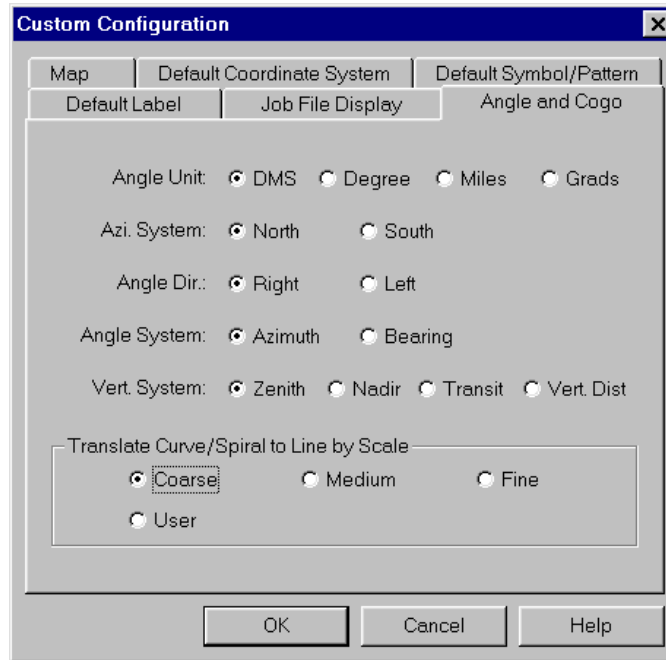 Custom Configuration
Map Default Coordinate System Default Symbol/Pattern
Default Label Job File Display Angle and Cogo
Angle Unit: DMS Degree Miles Grads
Azi. System: North South
Angle Dir.: Right Left
Angle System: Azimuth Bearing
Vert. System: Zenith Nadir Transit Vert. Dist
Translate Curve/Spiral to Line by Scale
Coarse Medium Fine
User
OK Cancel Help